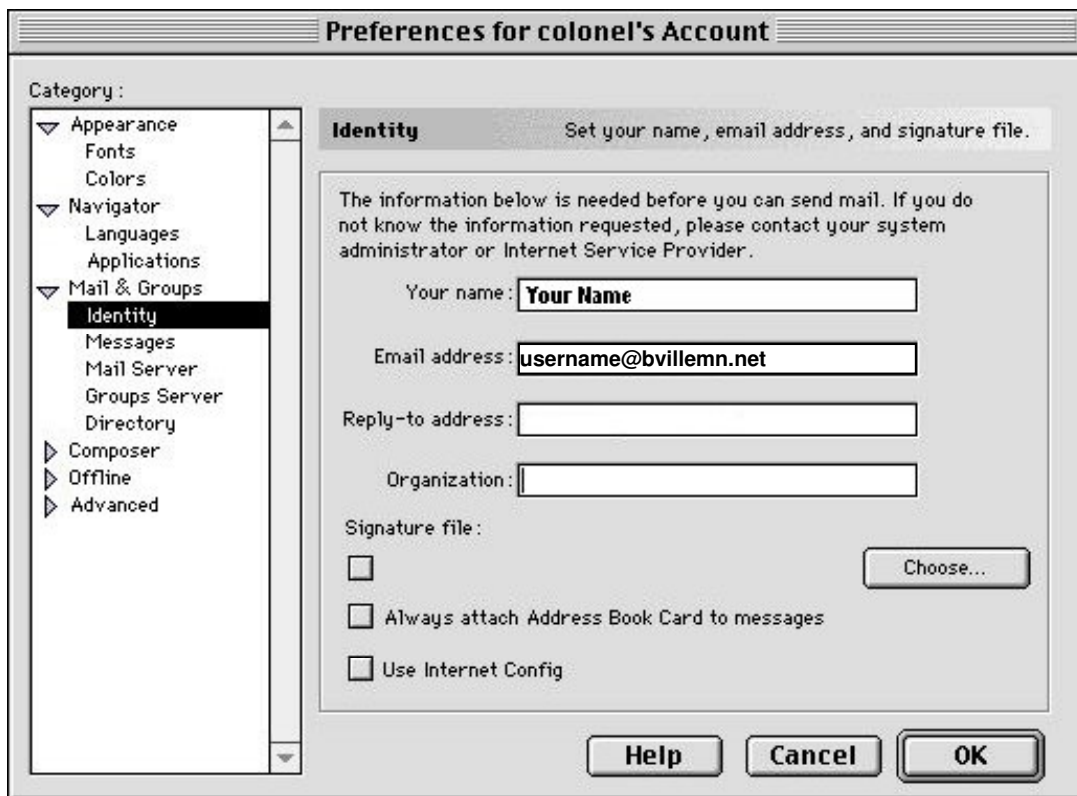 Preferences for colonel's Account
Category :
Appearance
Fonts
Colors
Navigator
Languages
Applications
Mail & Groups
Identity
Messages
Mail Server
Groups Server
Directory
Composer
Offline
Advanced
Identity Set your name, email address, and signature file.
The information below is needed before you can send mail. If you do
not know the information requested, please contact your system
administrator or Internet Service Provider.
Your name : Your Name
Email address : username@bvillemn.net
Reply-to address :
Organization :
Signature file :
Choose...
Always attach Address Book Card to messages
Use Internet Config
Help Cancel OK